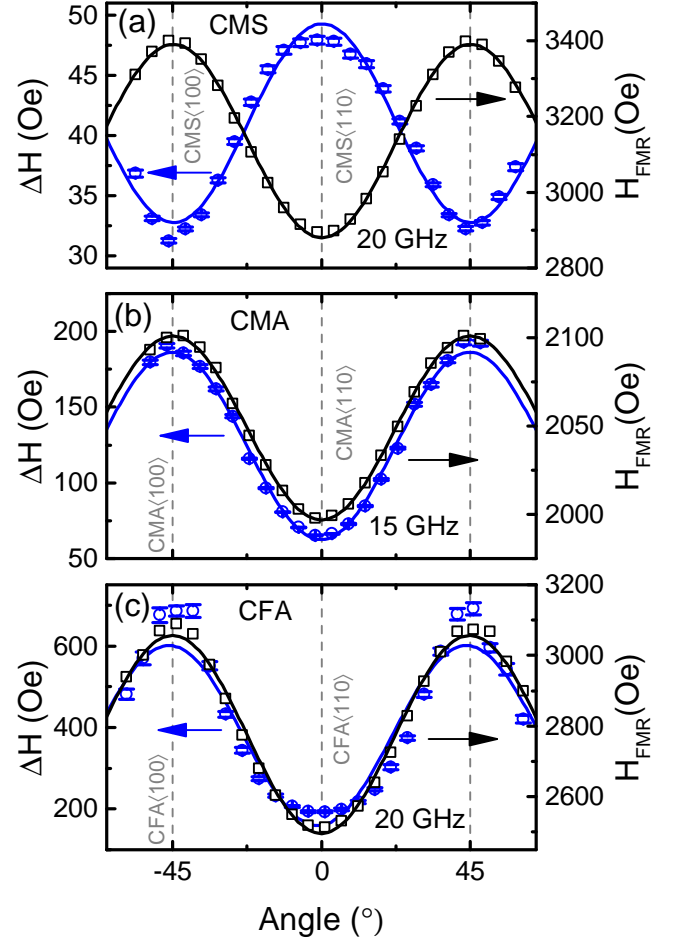 (a) CMS
50
45
40
35
30
ΔH (Oe)
CMS⟨100⟩
CMS⟨110⟩
20 GHz
3400
3200
3000
2800
H_FMR(Oe)
(b) CMA
200
150
100
50
ΔH (Oe)
CMA⟨100⟩
CMA⟨110⟩
15 GHz
2100
2050
2000
H_FMR(Oe)
(c) CFA
600
400
200
ΔH (Oe)
CFA⟨100⟩
CFA⟨110⟩
20 GHz
3200
3000
2800
2600
H_FMR(Oe)
-45 0 45
Angle (°)